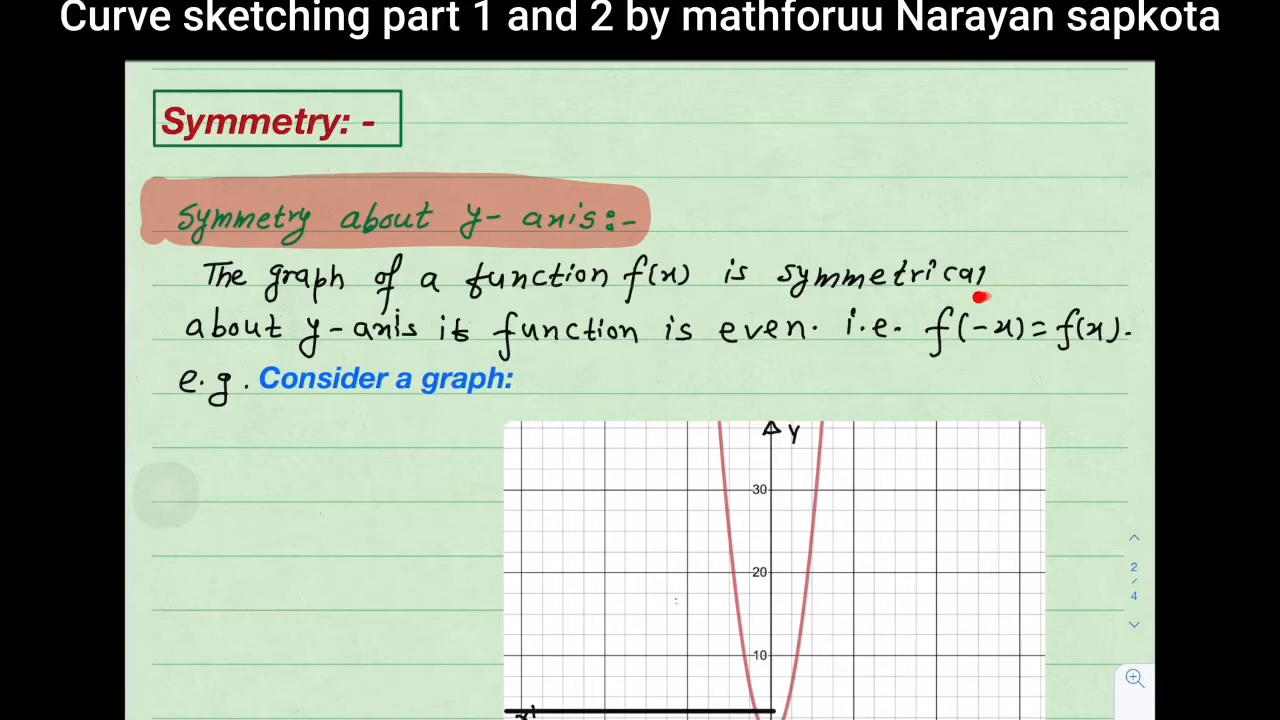 Curve sketching part 1 and 2 by mathforuu Narayan sapkota
Symmetry: -
Symmetry about y- axis:-
The graph of a function f(x) is symmetrical
about y-axis if function is even. i.e. f(-x) = f(x).
e.g. Consider a graph:
Y
30
20
10
x'
2
/
4